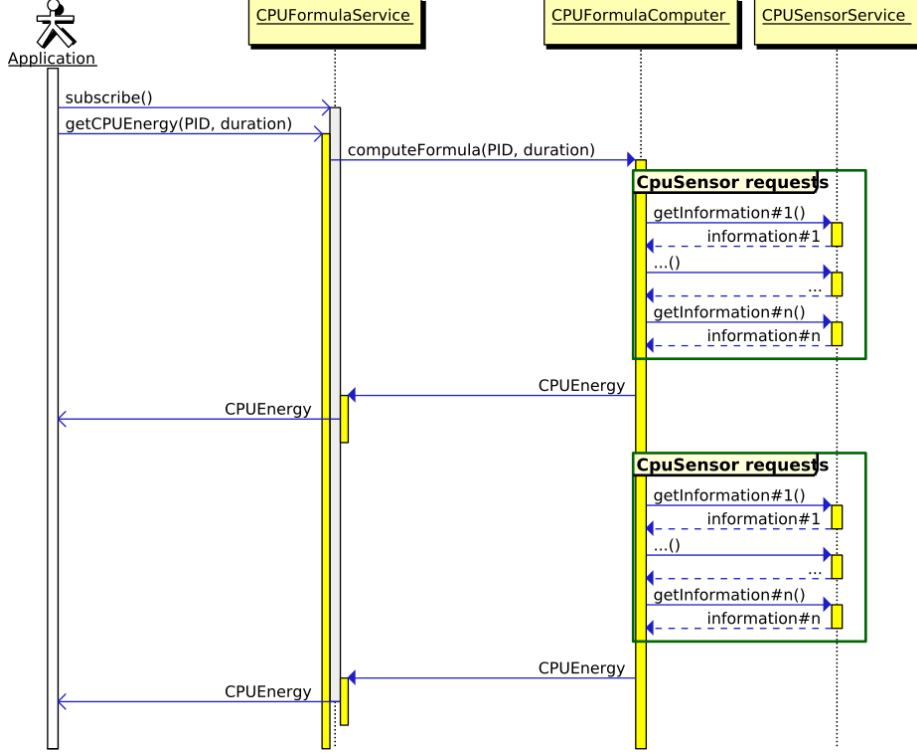 CPUFormulaService
CPUFormulaComputer
CPUSensorService
Application
subscribe()
getCPUEnergy(PID, duration)
computeFormula(PID, duration)
CpuSensor requests
getInformation#1()
information#1
...()
...
getInformation#n()
information#n
CPUEnergy
CPUEnergy
CpuSensor requests
getInformation#1()
information#1
...()
...
getInformation#n()
information#n
CPUEnergy
CPUEnergy